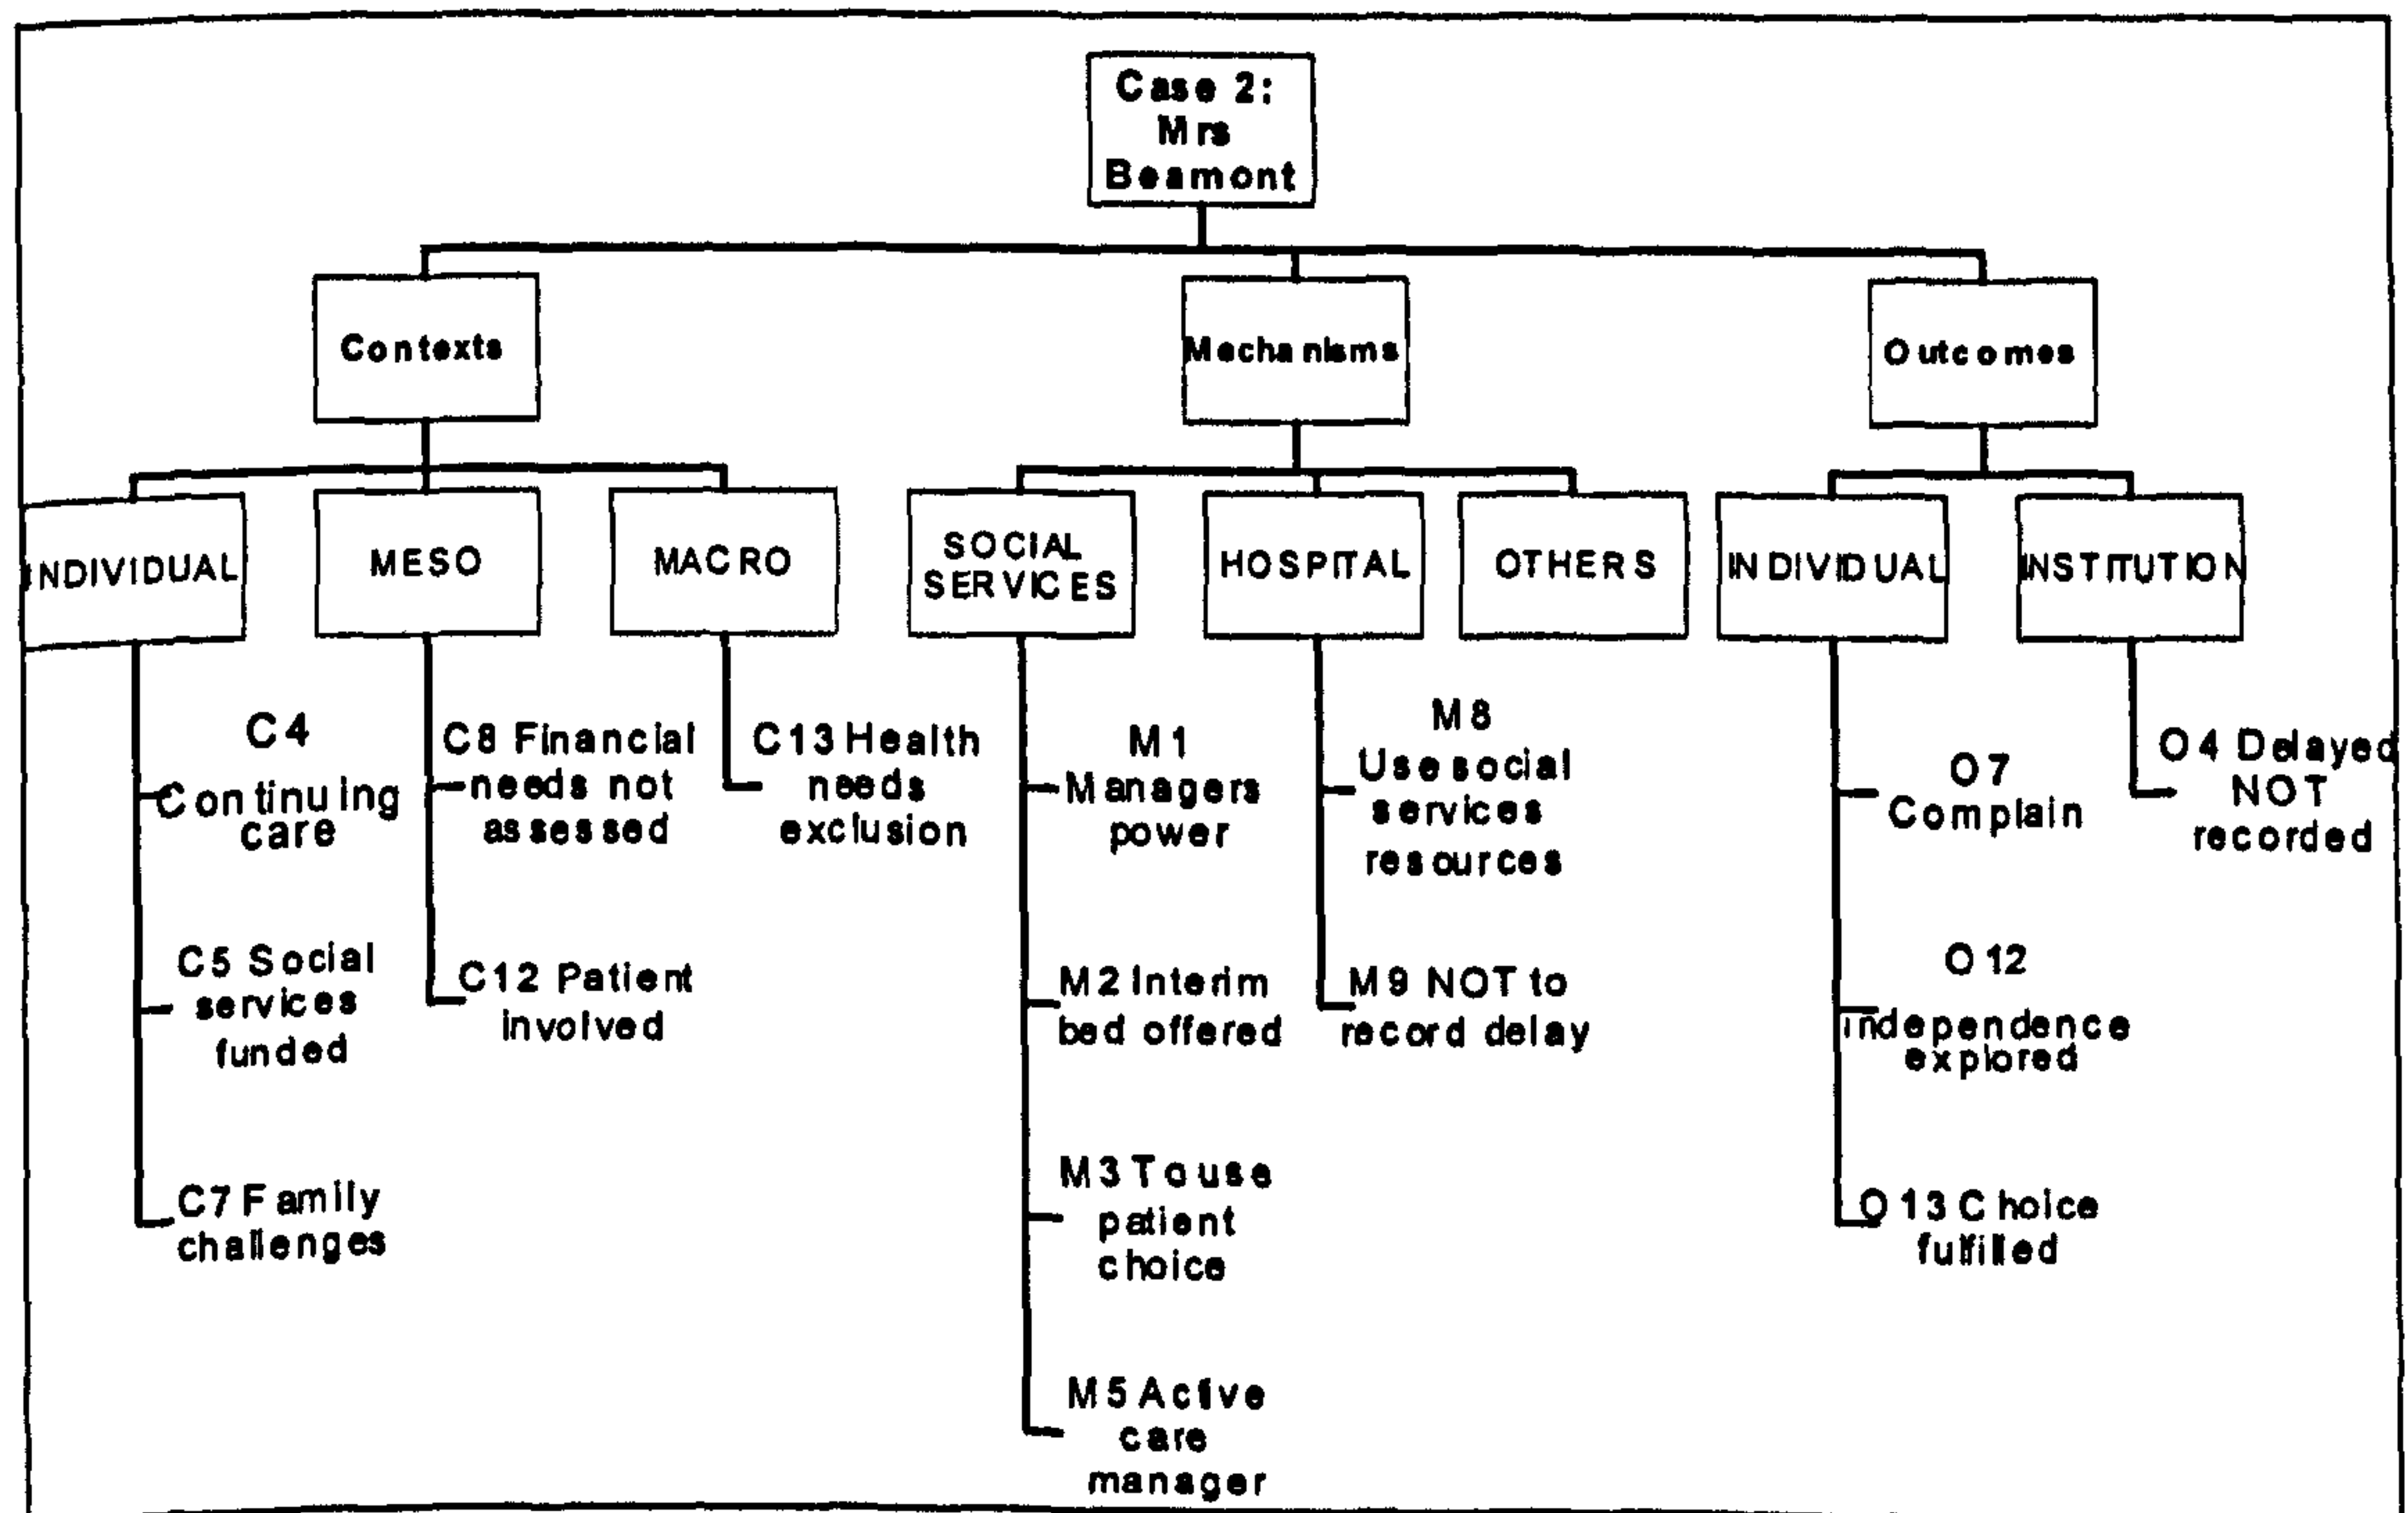 Case 2:
Mrs
Beamont
Contexts
Mechanisms
Outcomes
INDIVIDUAL
MESO
MACRO
SOCIAL
SERVICES
HOSPITAL
OTHERS
INDIVIDUAL
INSTITUTION
C4
Continuing
care
C5 Social
services
funded
C7 Family
challenges
C8 Financial
needs not
assessed
C12 Patient
involved
C13 Health
needs
exclusion
M1
Managers
power
M2 Interim
bed offered
M3 To use
patient
choice
M5 Active
care
manager
M8
Use social
services
resources
M9 NOT to
record delay
O7
Complain
O12
independence
explored
O13 Choice
fulfilled
O4 Delayed
NOT
recorded